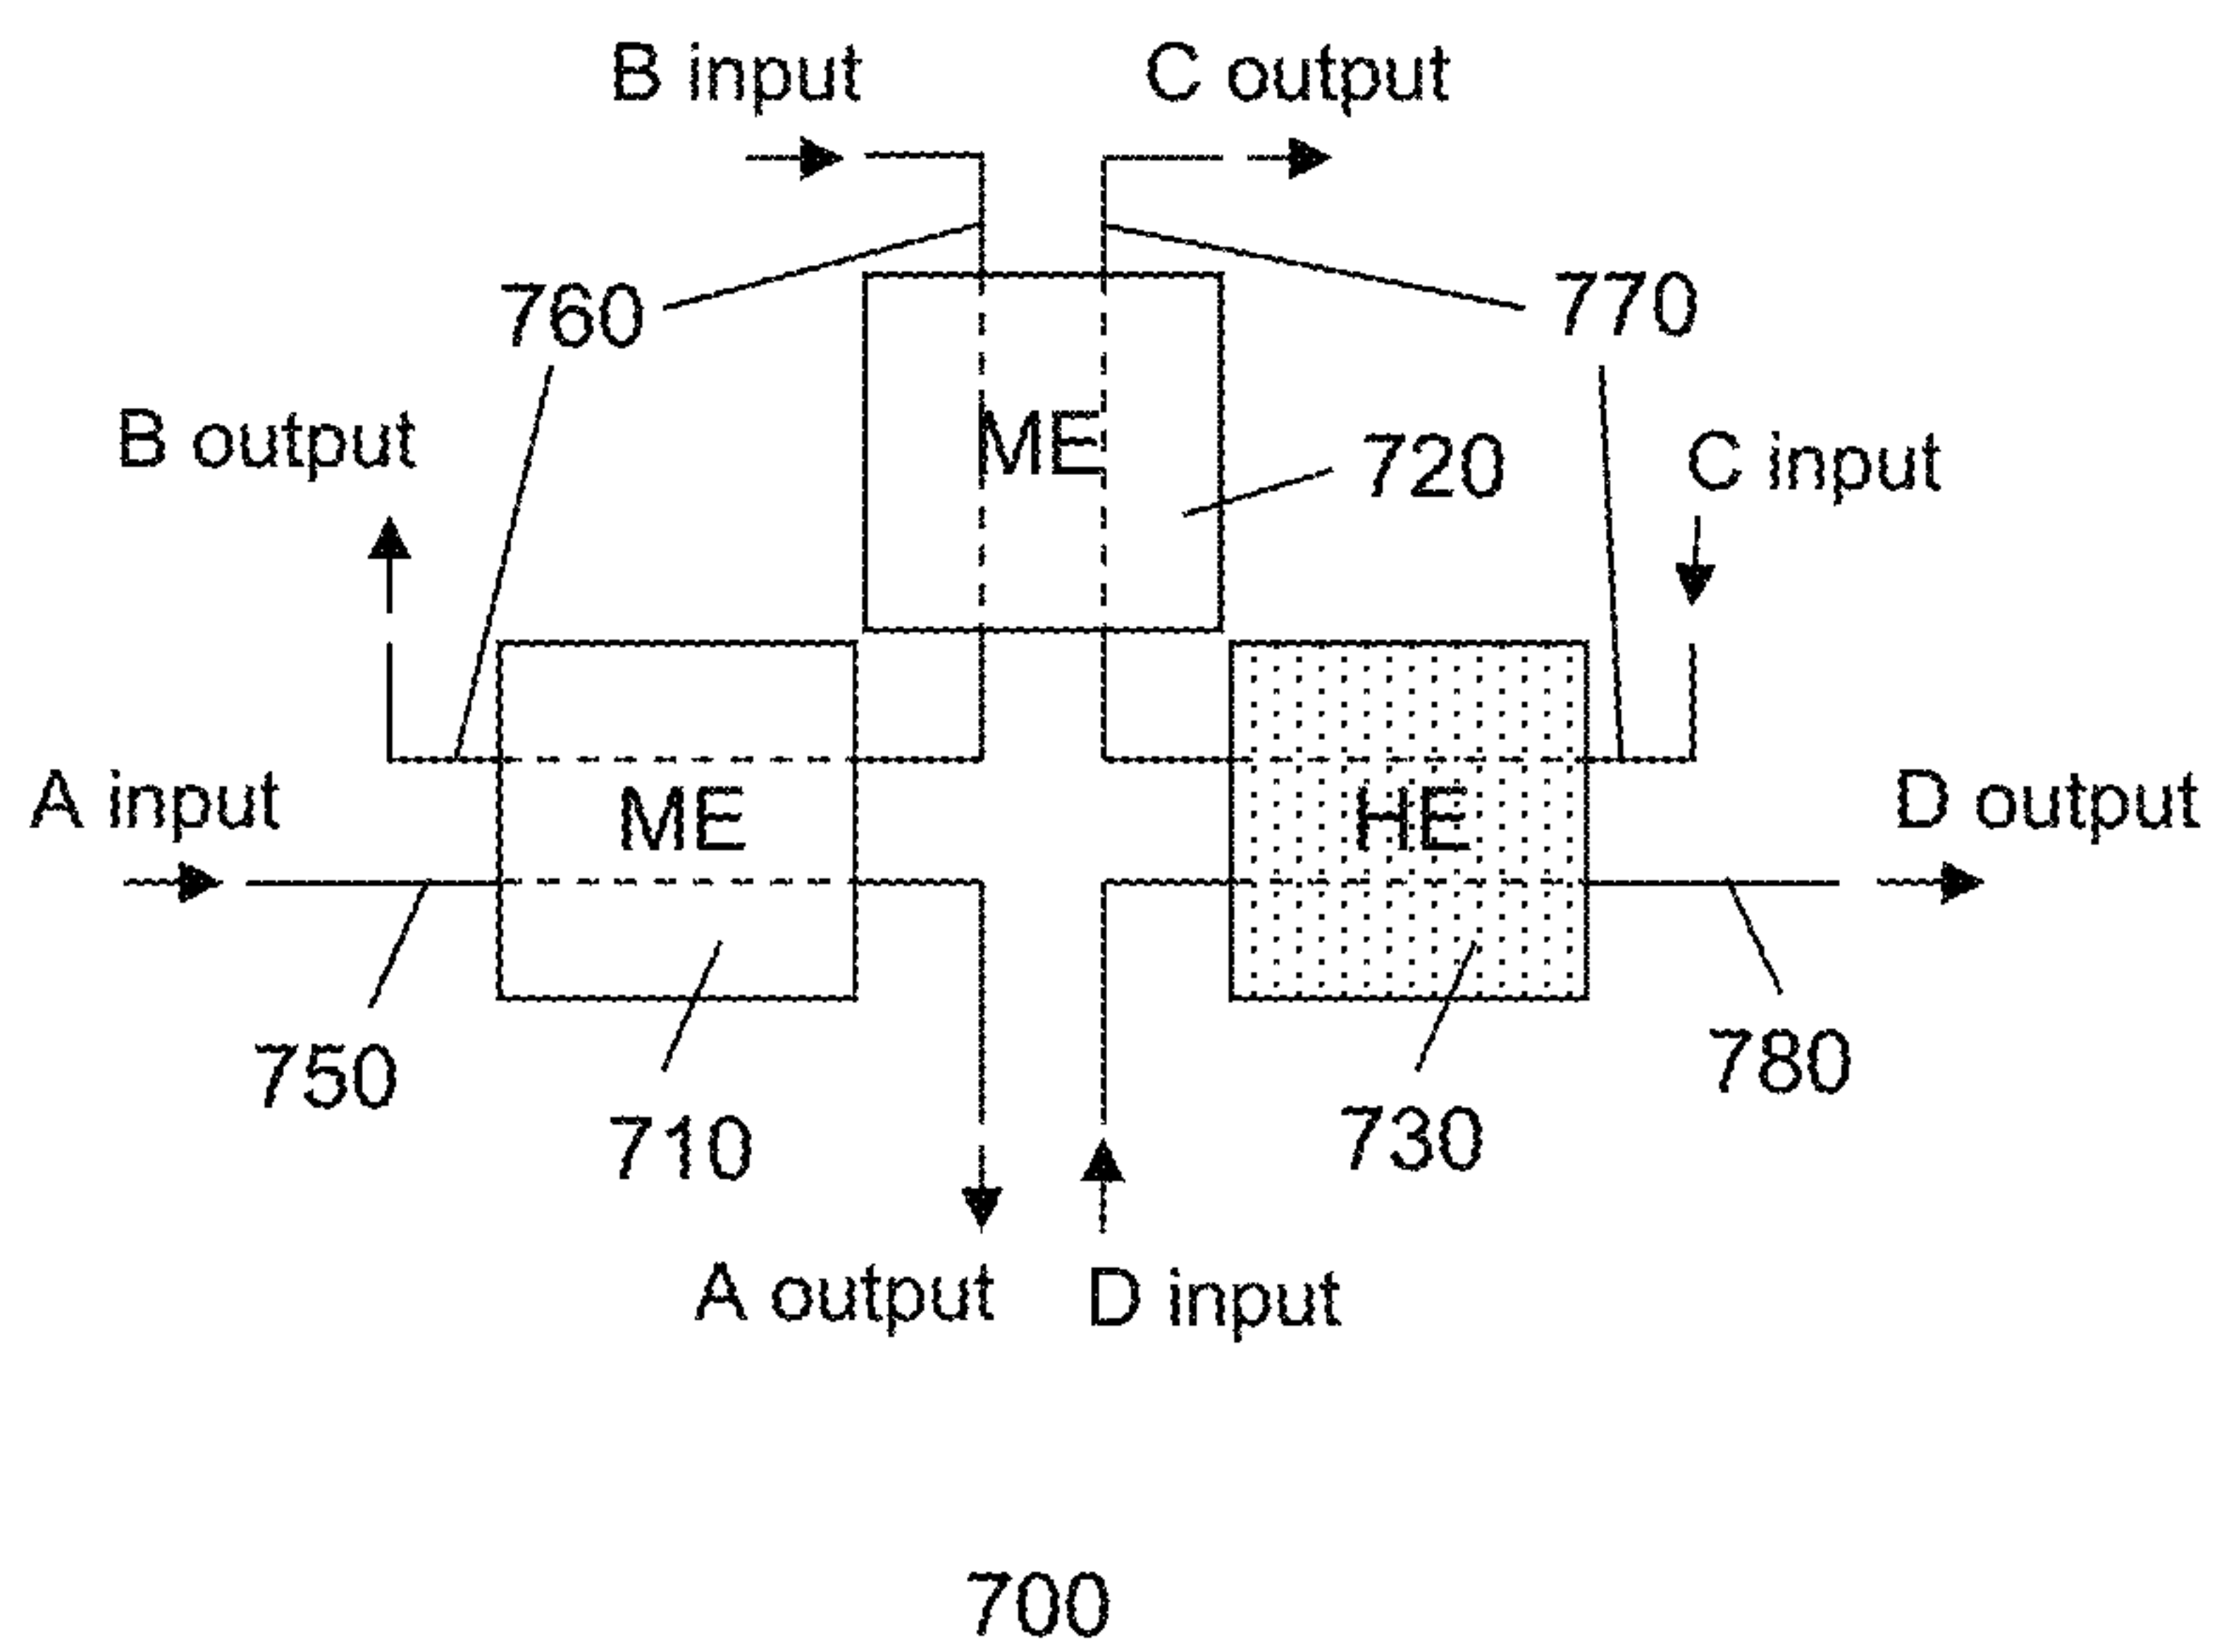 B input
C output
760
770
ME
B output
720
C input
A input
ME
HE
D output
750
780
710
730
A output
D input
700